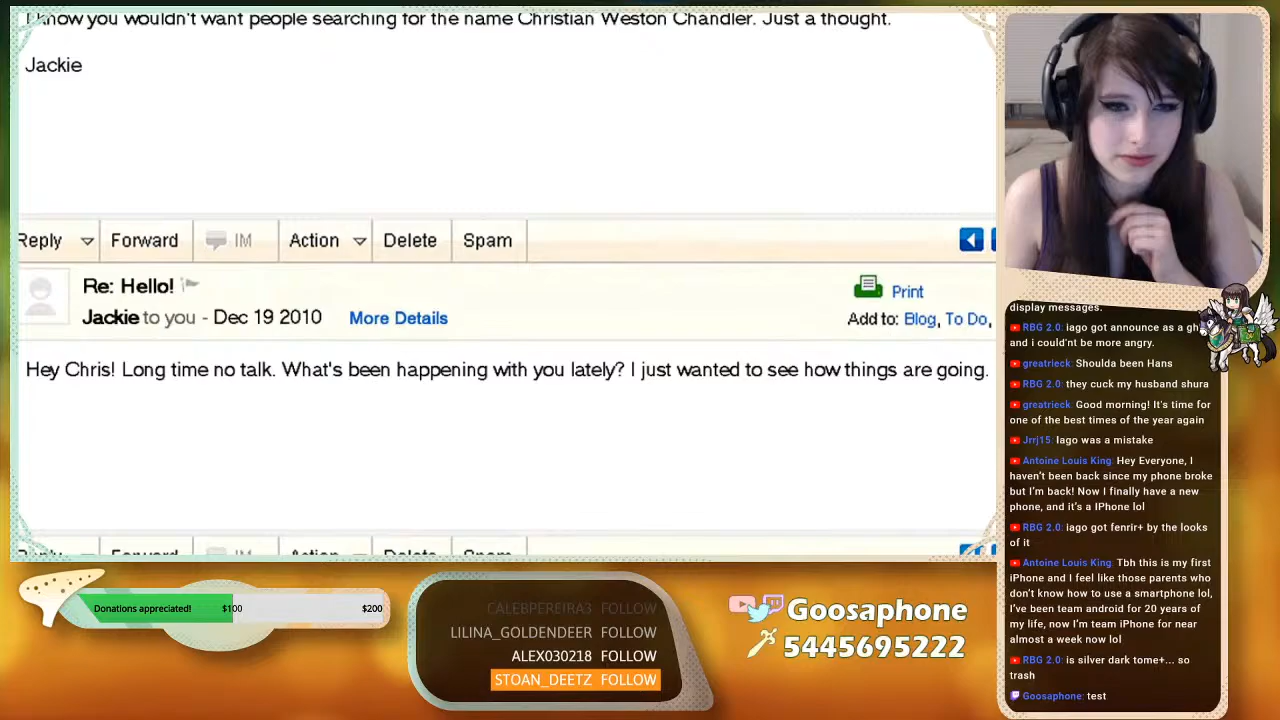 I know you wouldn't want people searching for the name Christian Weston Chandler. Just a thought.
Jackie
Reply Forward IM Action Delete Spam
Re: Hello!
Print
Jackie to you - Dec 19 2010 More Details
Add to: Blog, To Do,
Hey Chris! Long time no talk. What's been happening with you lately? I just wanted to see how things are going.
Reply Forward IM Action Delete Spam
display messages.
RBG 2.0: iago got announce as a gh
and i could'nt be more angry.
greatrieck: Shoulda been Hans
RBG 2.0: they cuck my husband shura
greatrieck: Good morning! It's time for
one of the best times of the year again
Jrrj15: Iago was a mistake
Antoine Louis King: Hey Everyone, I
haven't been back since my phone broke
but I'm back! Now I finally have a new
phone, and it's a IPhone lol
RBG 2.0: iago got fenrir+ by the looks
of it
Antoine Louis King: Tbh this is my first
iPhone and I feel like those parents who
don't know how to use a smartphone lol,
I've been team android for 20 years of
my life, now I'm team iPhone for near
almost a week now lol
RBG 2.0: is silver dark tome+... so
trash
Goosaphone: test
Donations appreciated! $100 $200
CALEBPEREIRA3 FOLLOW
LILINA_GOLDENDEER FOLLOW
ALEX030218 FOLLOW
STOAN_DEETZ FOLLOW
Goosaphone
5445695222